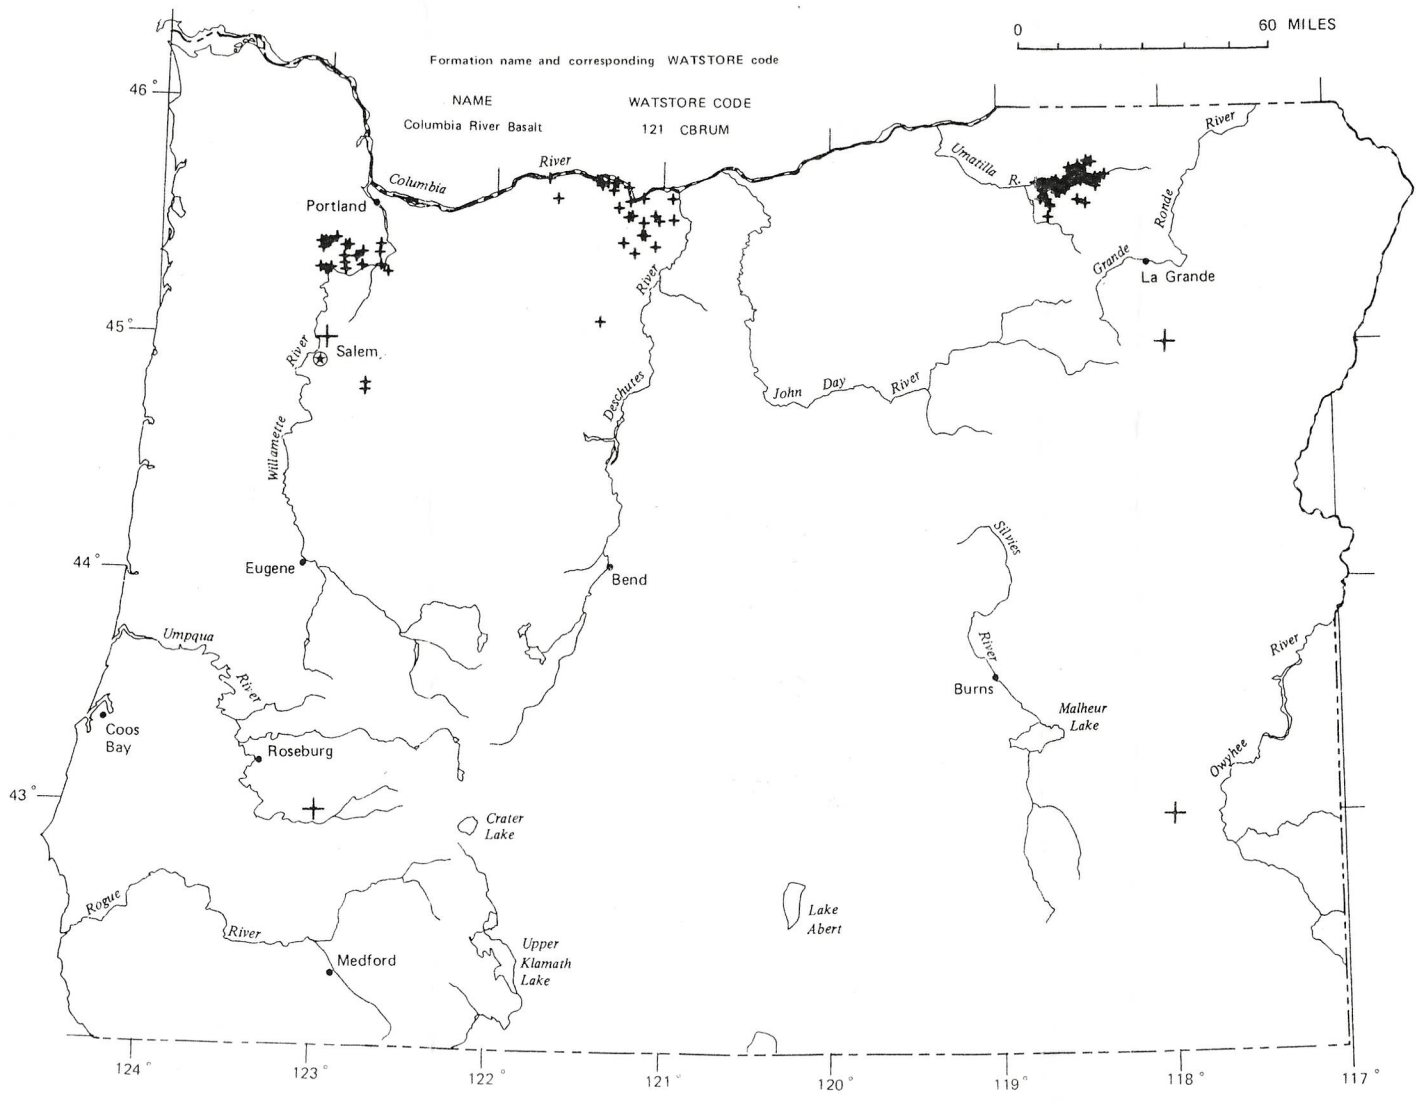 0 60 MILES
Formation name and corresponding WATSTORE code
NAME WATSTORE CODE
Columbia River Basalt 121 CBRUM
46°
45°
44°
43°
124° 123° 122° 121° 120° 119° 118° 117°
Columbia
River
Portland
Umatilla
R.
River
Ronde
Grande
La Grande
River
Salem
Willamette
River
Deschutes
John Day River
Eugene
Bend
Silvies
River
Burns
Malheur
Lake
River
Owyhee
Umpqua
River
Coos
Bay
Roseburg
Crater
Lake
Lake
Abert
Rogue
River
Medford
Upper
Klamath
Lake